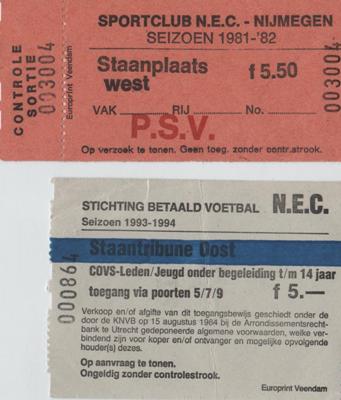 CONTROLE
SORTIE
003004
Europrint Veendam
SPORTCLUB N.E.C. - NIJMEGEN
SEIZOEN 1981-'82
Staanplaats
west
f 5.50
VAK RIJ No.
P.S.V.
Op verzoek te tonen. Geen toeg. zonder contr.strook.
003004
STICHTING BETAALD VOETBAL N.E.C.
Seizoen 1993-1994
Staantribune Oost
COVS-Leden/Jeugd onder begeleiding t/m 14 jaar
toegang via poorten 5/7/9 f 5.—
000864
Verkoop en/of afgifte van dit toegangsbewijs geschiedt onder de
door de KNVB op 15 augustus 1984 bij de Arrondissementsrecht-
bank te Utrecht gedeponeerde algemene voorwaarden, welke ver-
bindend zijn voor koper en/of ontvanger en mogelijke opvolgende
houder(s) dezes.
Op aanvraag te tonen.
Ongeldig zonder controlestrook.
Europrint Veendam